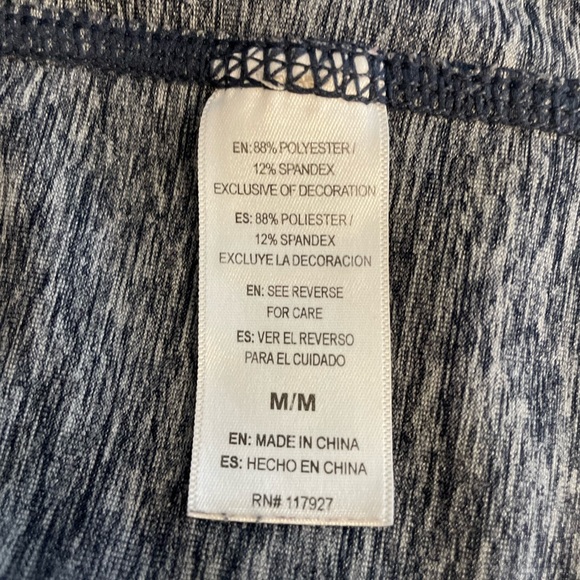 EN: 88% POLYESTER /
12% SPANDEX
EXCLUSIVE OF DECORATION
ES: 88% POLIESTER /
12% SPANDEX
EXCLUYE LA DECORACION
EN: SEE REVERSE
FOR CARE
ES: VER EL REVERSO
PARA EL CUIDADO
M/M
EN: MADE IN CHINA
ES: HECHO EN CHINA
RN# 117927